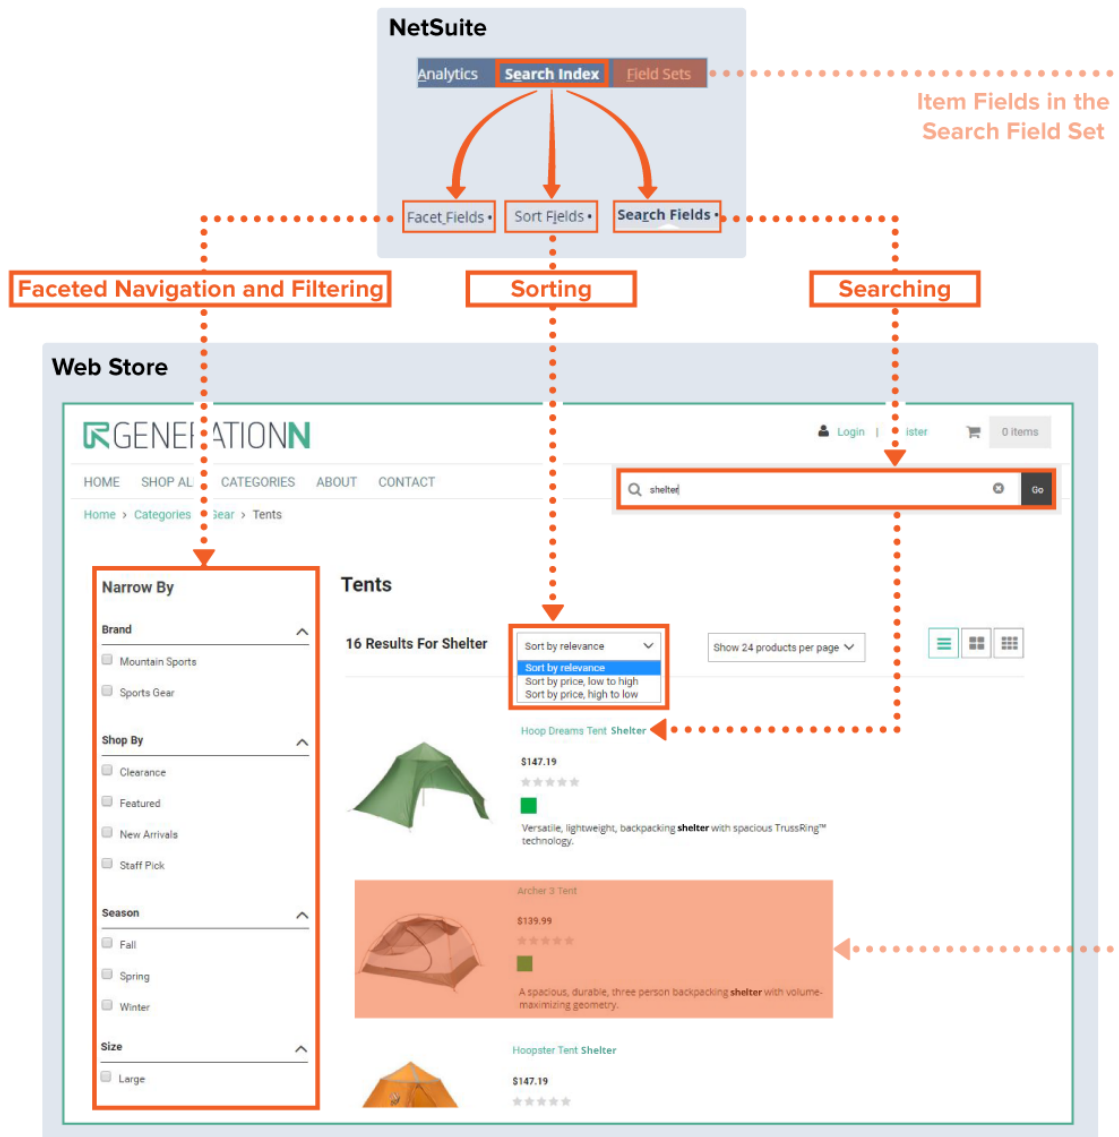 NetSuite
Analytics Search Index Field Sets
Item Fields in the
Search Field Set
Facet Fields • Sort Fields • Search Fields •
Faceted Navigation and Filtering Sorting Searching
Web Store
GENERATIONN
Login | ister 0 items
HOME SHOP AL CATEGORIES ABOUT CONTACT
shelter Go
Home › Categories Gear › Tents
Narrow By
Brand
Mountain Sports
Sports Gear
Shop By
Clearance
Featured
New Arrivals
Staff Pick
Season
Fall
Spring
Winter
Size
Large
Tents
16 Results For Shelter Sort by relevance Show 24 products per page
Sort by relevance
Sort by price, low to high
Sort by price, high to low
Hoop Dreams Tent Shelter
$147.19
Versatile, lightweight, backpacking shelter with spacious TrussRing™
technology.
Archer 3 Tent
$139.99
A spacious, durable, three person backpacking shelter with volume-
maximizing geometry.
Hoopster Tent Shelter
$147.19